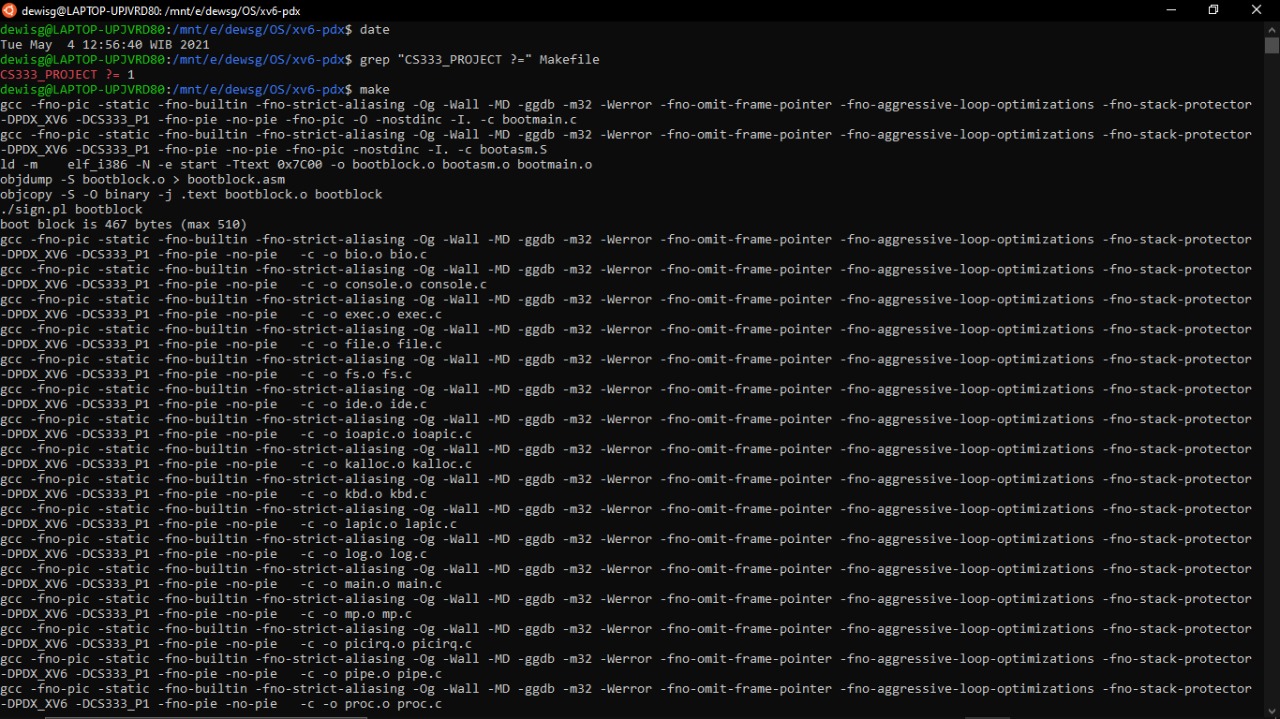 dewisg@LAPTOP-UPJVRD80: /mnt/e/dewsg/OS/xv6-pdx
dewisg@LAPTOP-UPJVRD80:/mnt/e/dewsg/OS/xv6-pdx$ date
Tue May  4 12:56:40 WIB 2021
dewisg@LAPTOP-UPJVRD80:/mnt/e/dewsg/OS/xv6-pdx$ grep "CS333_PROJECT ?=" Makefile
CS333_PROJECT ?= 1
dewisg@LAPTOP-UPJVRD80:/mnt/e/dewsg/OS/xv6-pdx$ make
gcc -fno-pic -static -fno-builtin -fno-strict-aliasing -Og -Wall -MD -ggdb -m32 -Werror -fno-omit-frame-pointer -fno-aggressive-loop-optimizations -fno-stack-protector
-DPDX_XV6 -DCS333_P1 -fno-pie -no-pie -fno-pic -O -nostdinc -I. -c bootmain.c
gcc -fno-pic -static -fno-builtin -fno-strict-aliasing -Og -Wall -MD -ggdb -m32 -Werror -fno-omit-frame-pointer -fno-aggressive-loop-optimizations -fno-stack-protector
-DPDX_XV6 -DCS333_P1 -fno-pie -no-pie -fno-pic -nostdinc -I. -c bootasm.S
ld -m    elf_i386 -N -e start -Ttext 0x7C00 -o bootblock.o bootasm.o bootmain.o
objdump -S bootblock.o > bootblock.asm
objcopy -S -O binary -j .text bootblock.o bootblock
./sign.pl bootblock
boot block is 467 bytes (max 510)
gcc -fno-pic -static -fno-builtin -fno-strict-aliasing -Og -Wall -MD -ggdb -m32 -Werror -fno-omit-frame-pointer -fno-aggressive-loop-optimizations -fno-stack-protector
-DPDX_XV6 -DCS333_P1 -fno-pie -no-pie   -c -o bio.o bio.c
gcc -fno-pic -static -fno-builtin -fno-strict-aliasing -Og -Wall -MD -ggdb -m32 -Werror -fno-omit-frame-pointer -fno-aggressive-loop-optimizations -fno-stack-protector
-DPDX_XV6 -DCS333_P1 -fno-pie -no-pie   -c -o console.o console.c
gcc -fno-pic -static -fno-builtin -fno-strict-aliasing -Og -Wall -MD -ggdb -m32 -Werror -fno-omit-frame-pointer -fno-aggressive-loop-optimizations -fno-stack-protector
-DPDX_XV6 -DCS333_P1 -fno-pie -no-pie   -c -o exec.o exec.c
gcc -fno-pic -static -fno-builtin -fno-strict-aliasing -Og -Wall -MD -ggdb -m32 -Werror -fno-omit-frame-pointer -fno-aggressive-loop-optimizations -fno-stack-protector
-DPDX_XV6 -DCS333_P1 -fno-pie -no-pie   -c -o file.o file.c
gcc -fno-pic -static -fno-builtin -fno-strict-aliasing -Og -Wall -MD -ggdb -m32 -Werror -fno-omit-frame-pointer -fno-aggressive-loop-optimizations -fno-stack-protector
-DPDX_XV6 -DCS333_P1 -fno-pie -no-pie   -c -o fs.o fs.c
gcc -fno-pic -static -fno-builtin -fno-strict-aliasing -Og -Wall -MD -ggdb -m32 -Werror -fno-omit-frame-pointer -fno-aggressive-loop-optimizations -fno-stack-protector
-DPDX_XV6 -DCS333_P1 -fno-pie -no-pie   -c -o ide.o ide.c
gcc -fno-pic -static -fno-builtin -fno-strict-aliasing -Og -Wall -MD -ggdb -m32 -Werror -fno-omit-frame-pointer -fno-aggressive-loop-optimizations -fno-stack-protector
-DPDX_XV6 -DCS333_P1 -fno-pie -no-pie   -c -o ioapic.o ioapic.c
gcc -fno-pic -static -fno-builtin -fno-strict-aliasing -Og -Wall -MD -ggdb -m32 -Werror -fno-omit-frame-pointer -fno-aggressive-loop-optimizations -fno-stack-protector
-DPDX_XV6 -DCS333_P1 -fno-pie -no-pie   -c -o kalloc.o kalloc.c
gcc -fno-pic -static -fno-builtin -fno-strict-aliasing -Og -Wall -MD -ggdb -m32 -Werror -fno-omit-frame-pointer -fno-aggressive-loop-optimizations -fno-stack-protector
-DPDX_XV6 -DCS333_P1 -fno-pie -no-pie   -c -o kbd.o kbd.c
gcc -fno-pic -static -fno-builtin -fno-strict-aliasing -Og -Wall -MD -ggdb -m32 -Werror -fno-omit-frame-pointer -fno-aggressive-loop-optimizations -fno-stack-protector
-DPDX_XV6 -DCS333_P1 -fno-pie -no-pie   -c -o lapic.o lapic.c
gcc -fno-pic -static -fno-builtin -fno-strict-aliasing -Og -Wall -MD -ggdb -m32 -Werror -fno-omit-frame-pointer -fno-aggressive-loop-optimizations -fno-stack-protector
-DPDX_XV6 -DCS333_P1 -fno-pie -no-pie   -c -o log.o log.c
gcc -fno-pic -static -fno-builtin -fno-strict-aliasing -Og -Wall -MD -ggdb -m32 -Werror -fno-omit-frame-pointer -fno-aggressive-loop-optimizations -fno-stack-protector
-DPDX_XV6 -DCS333_P1 -fno-pie -no-pie   -c -o main.o main.c
gcc -fno-pic -static -fno-builtin -fno-strict-aliasing -Og -Wall -MD -ggdb -m32 -Werror -fno-omit-frame-pointer -fno-aggressive-loop-optimizations -fno-stack-protector
-DPDX_XV6 -DCS333_P1 -fno-pie -no-pie   -c -o mp.o mp.c
gcc -fno-pic -static -fno-builtin -fno-strict-aliasing -Og -Wall -MD -ggdb -m32 -Werror -fno-omit-frame-pointer -fno-aggressive-loop-optimizations -fno-stack-protector
-DPDX_XV6 -DCS333_P1 -fno-pie -no-pie   -c -o picirq.o picirq.c
gcc -fno-pic -static -fno-builtin -fno-strict-aliasing -Og -Wall -MD -ggdb -m32 -Werror -fno-omit-frame-pointer -fno-aggressive-loop-optimizations -fno-stack-protector
-DPDX_XV6 -DCS333_P1 -fno-pie -no-pie   -c -o pipe.o pipe.c
gcc -fno-pic -static -fno-builtin -fno-strict-aliasing -Og -Wall -MD -ggdb -m32 -Werror -fno-omit-frame-pointer -fno-aggressive-loop-optimizations -fno-stack-protector
-DPDX_XV6 -DCS333_P1 -fno-pie -no-pie   -c -o proc.o proc.c